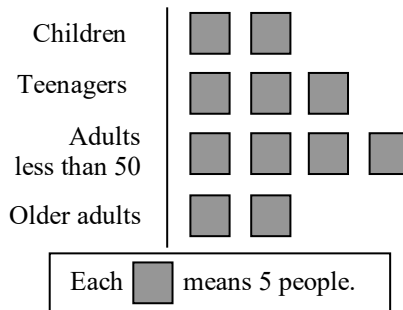 Children
Teenagers
Adults
less than 50
Older adults
Each means 5 people.